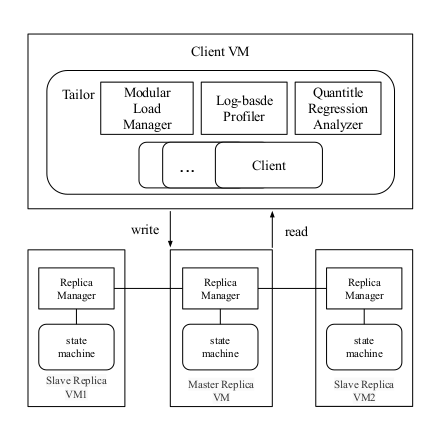 Client VM
Tailor
Modular
Load
Manager
Log-basde
Profiler
Quantitle
Regression
Analyzer
...
Client
write
read
Replica
Manager
state
machine
Slave Replica
VM1
Replica
Manager
state
machine
Master Replica
VM
Replica
Manager
state
machine
Slave Replica
VM2